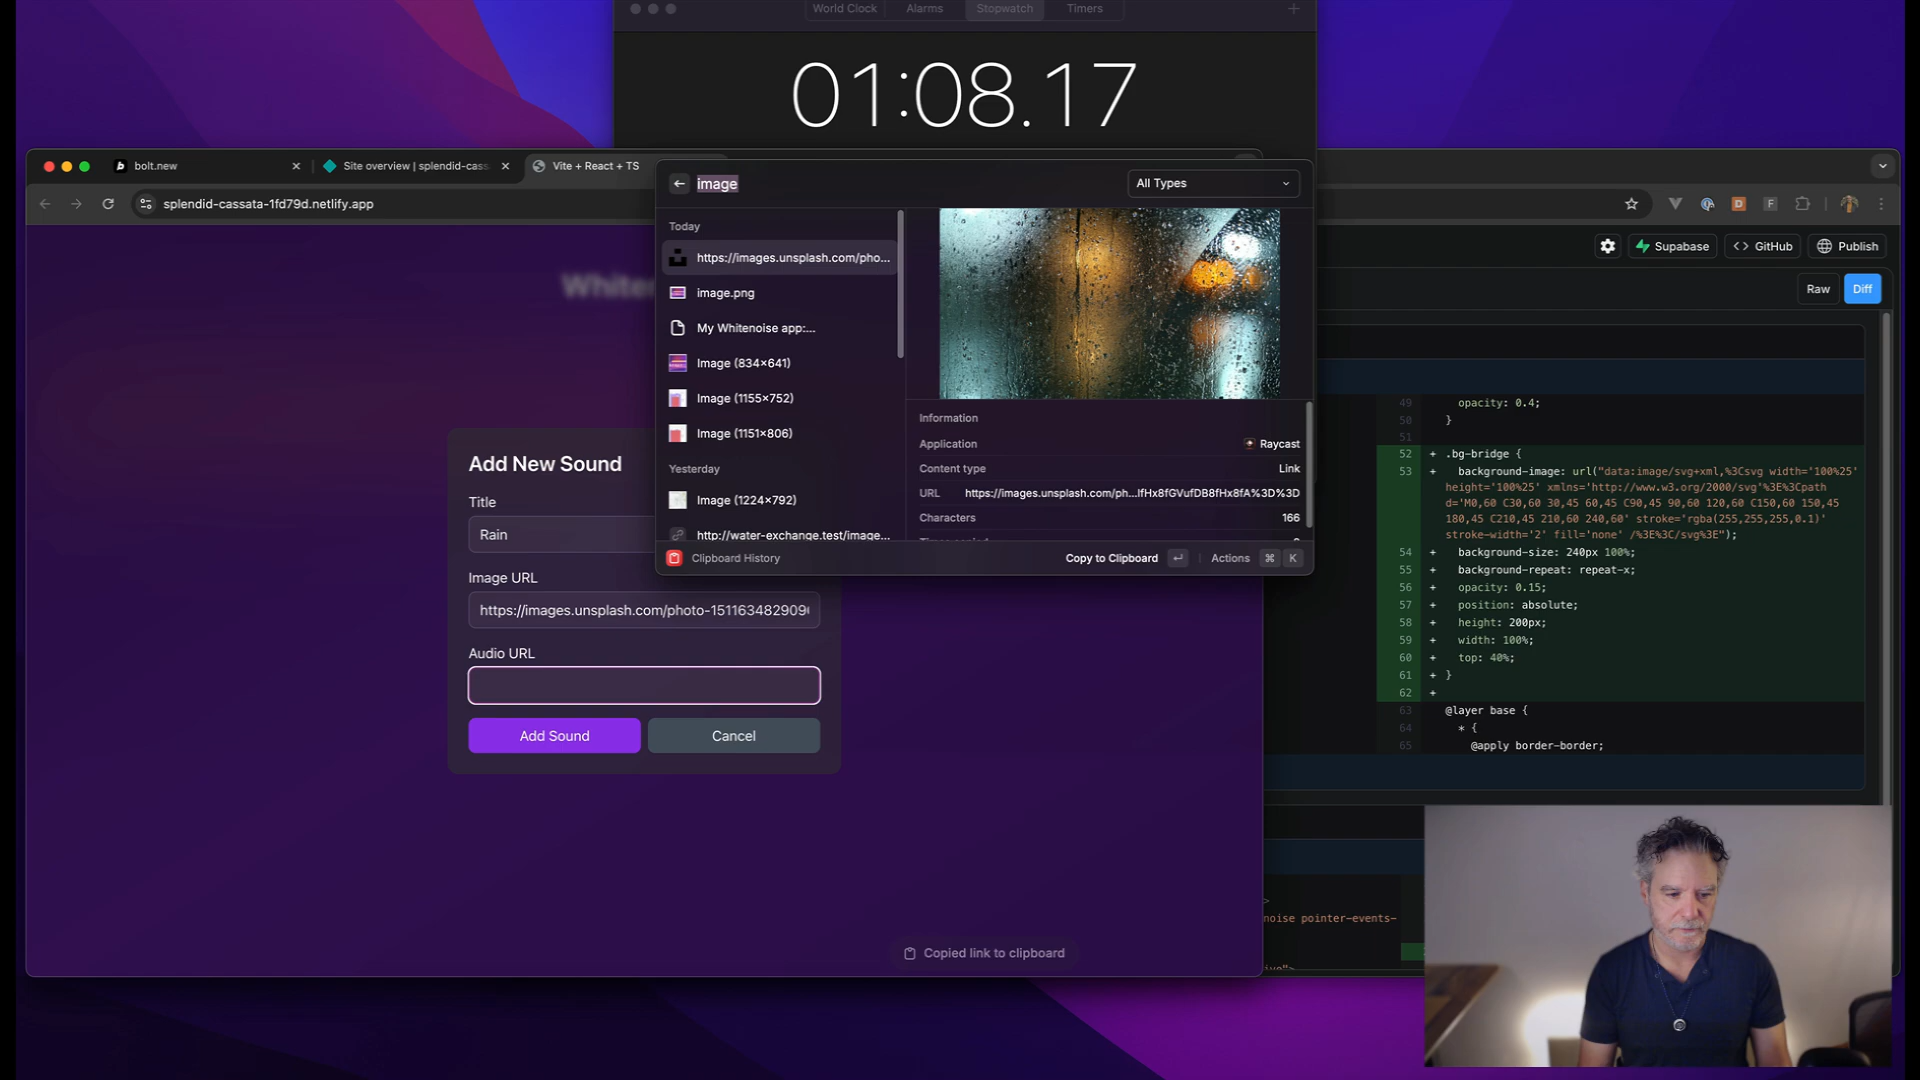 World Clock Alarms Stopwatch Timers
01:08.17
bolt.new
Site overview | splendid-cass
Vite + React + TS
splendid-cassata-1fd79d.netlify.app
image
All Types
Today
https://images.unsplash.com/pho...
image.png
My Whitenoise app:...
Image (834×641)
Image (1155×752)
Image (1151×806)
Yesterday
Image (1224×792)
http://water-exchange.test/image...
Information
Application Raycast
Content type Link
URL https://images.unsplash.com/ph...lfHx8fGVufDB8fHx8fA%3D%3D
Characters 166
Clipboard History
Copy to Clipboard ↵ Actions ⌘ K
Add New Sound
Title
Rain
Image URL
https://images.unsplash.com/photo-151163482909
Audio URL
Add Sound
Cancel
Copied link to clipboard
D F
Supabase
GitHub
Publish
Raw
Diff
49 opacity: 0.4;
50 }
51
52 + .bg-bridge {
53 + background-image: url("data:image/svg+xml,%3Csvg width='100%25'
height='100%25' xmlns='http://www.w3.org/2000/svg'%3E%3Cpath
d='M0,60 C30,60 30,45 60,45 C90,45 90,60 120,60 C150,60 150,45
180,45 C210,45 210,60 240,60' stroke='rgba(255,255,255,0.1)'
stroke-width='2' fill='none' /%3E%3C/svg%3E");
54 + background-size: 240px 100%;
55 + background-repeat: repeat-x;
56 + opacity: 0.15;
57 + position: absolute;
58 + height: 200px;
59 + width: 100%;
60 + top: 40%;
61 + }
62 +
63 @layer base {
64 * {
65 @apply border-border;
noise pointer-events-